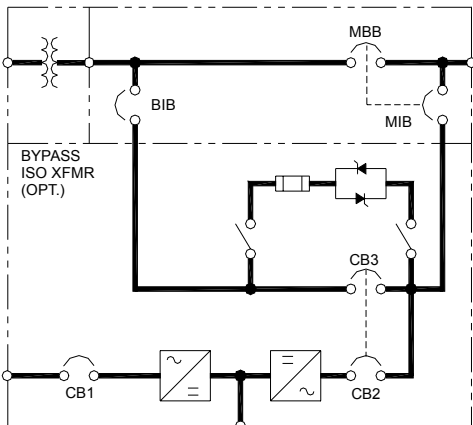 MBB
BIB
MIB
BYPASS
ISO XFMR
(OPT.)
CB3
CB1
CB2